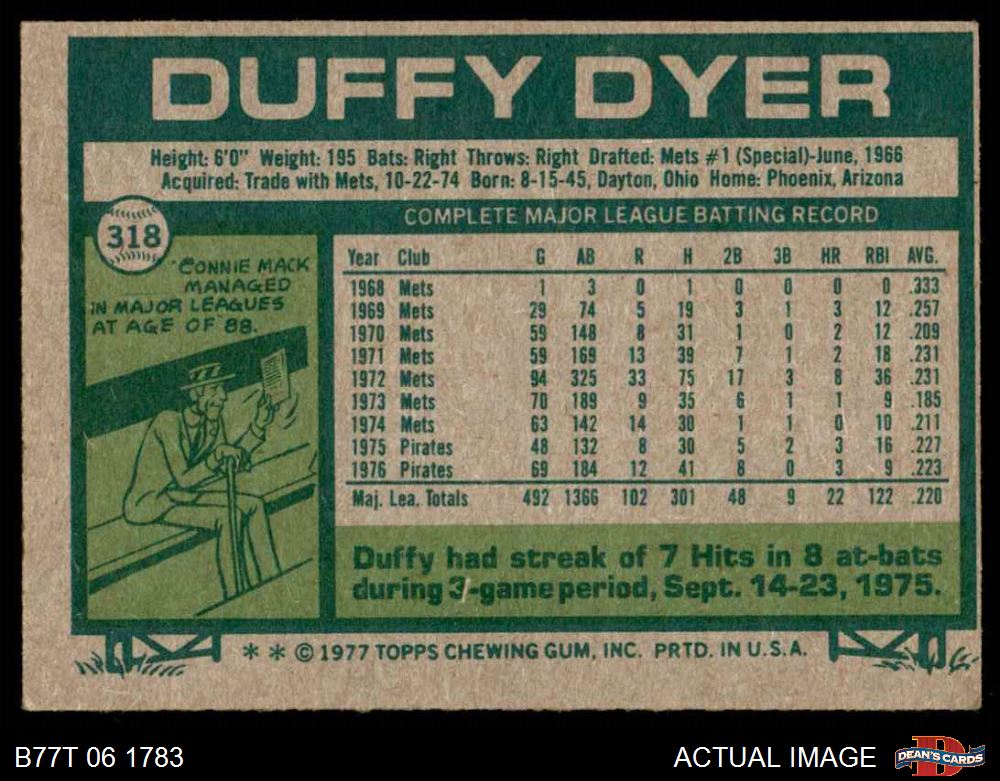 DUFFY DYER
Height: 6'0" Weight: 195 Bats: Right Throws: Right Drafted: Mets #1 (Special)-June, 1966
Acquired: Trade with Mets, 10-22-74 Born: 8-15-45, Dayton, Ohio Home: Phoenix, Arizona
318
CONNIE MACK
MANAGED
IN MAJOR LEAGUES
AT AGE OF 88.
COMPLETE MAJOR LEAGUE BATTING RECORD
Year Club G AB R H 2B 3B HR RBI AVG.
1968 Mets 1 3 0 1 0 0 0 0 .333
1969 Mets 29 74 5 19 3 1 3 12 .257
1970 Mets 59 148 8 31 1 0 2 12 .209
1971 Mets 59 169 13 39 7 1 2 18 .231
1972 Mets 94 325 33 75 17 3 8 36 .231
1973 Mets 70 189 9 35 6 1 1 9 .185
1974 Mets 63 142 14 30 1 1 0 10 .211
1975 Pirates 48 132 8 30 5 2 3 16 .227
1976 Pirates 69 184 12 41 8 0 3 9 .223
Maj. Lea. Totals 492 1366 102 301 48 9 22 122 .220
Duffy had streak of 7 Hits in 8 at-bats
during 3-game period, Sept. 14-23, 1975.
* * © 1977 TOPPS CHEWING GUM, INC. PRTD. IN U.S.A.
B77T 06 1783
ACTUAL IMAGE
DEAN'S CARDS